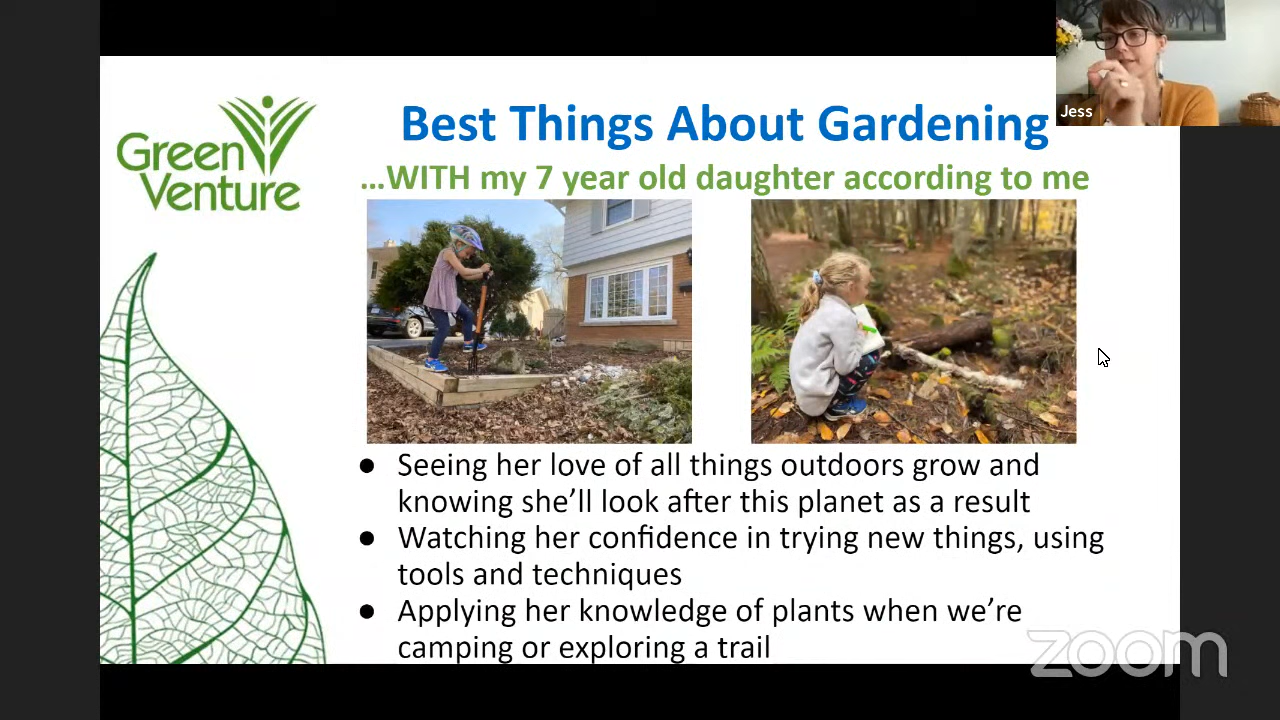 Jess
Green
Venture
Best Things About Gardening
...WITH my 7 year old daughter according to me
● Seeing her love of all things outdoors grow and
knowing she’ll look after this planet as a result
● Watching her confidence in trying new things, using
tools and techniques
● Applying her knowledge of plants when we’re
camping or exploring a trail
zoom